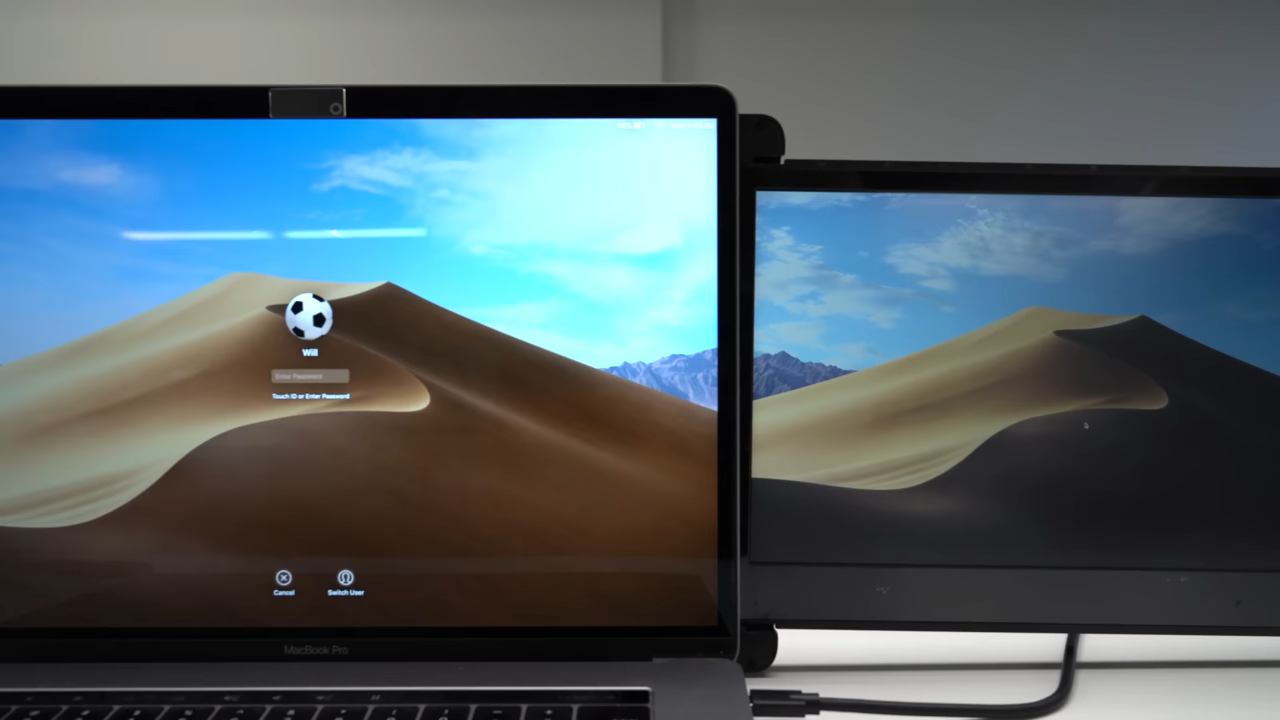 Will
Enter Password
Touch ID or Enter Password
Cancel
Switch User
MacBook Pro